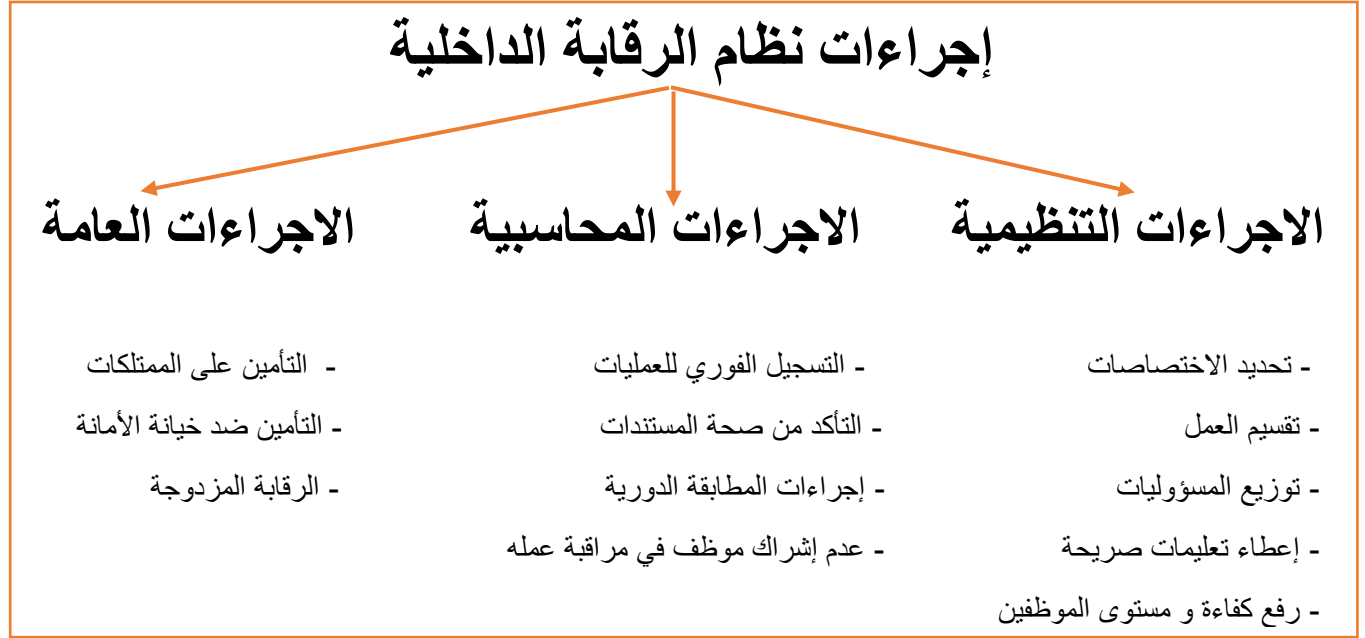 إجراءات نظام الرقابة الداخلية
الاجراءات التنظيمية
- تحديد الاختصاصات
- تقسيم العمل
- توزيع المسؤوليات
- إعطاء تعليمات صريحة
- رفع كفاءة و مستوى الموظفين
الاجراءات المحاسبية
- التسجيل الفوري للعمليات
- التأكد من صحة المستندات
- إجراءات المطابقة الدورية
- عدم إشراك موظف في مراقبة عمله
الاجراءات العامة
- التأمين على الممتلكات
- التأمين ضد خيانة الأمانة
- الرقابة المزدوجة